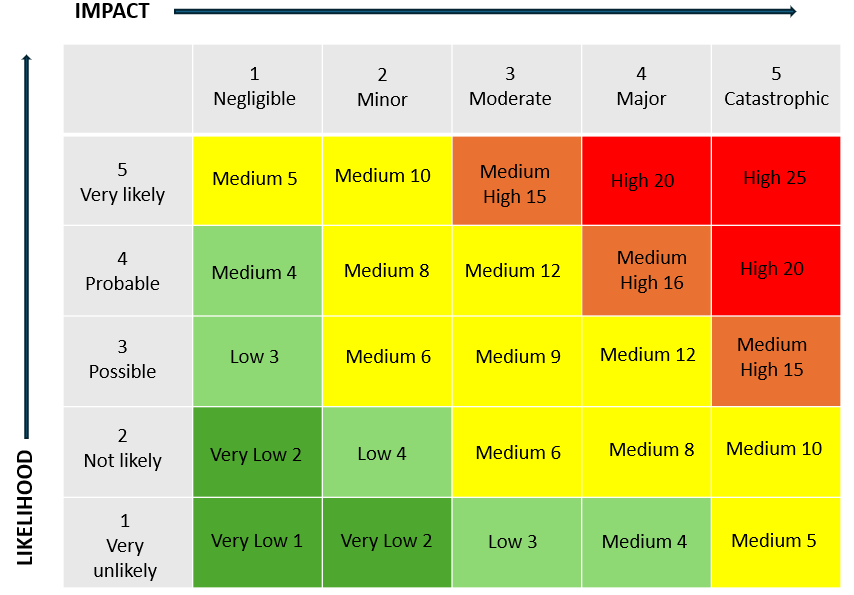 IMPACT
1
Negligible
2
Minor
3
Moderate
4
Major
5
Catastrophic
5
Very likely
Medium 5
Medium 10
Medium
High 15
High 20
High 25
4
Probable
Medium 4
Medium 8
Medium 12
Medium
High 16
High 20
3
Possible
Low 3
Medium 6
Medium 9
Medium 12
Medium
High 15
2
Not likely
Very Low 2
Low 4
Medium 6
Medium 8
Medium 10
1
Very
unlikely
Very Low 1
Very Low 2
Low 3
Medium 4
Medium 5
LIKELIHOOD